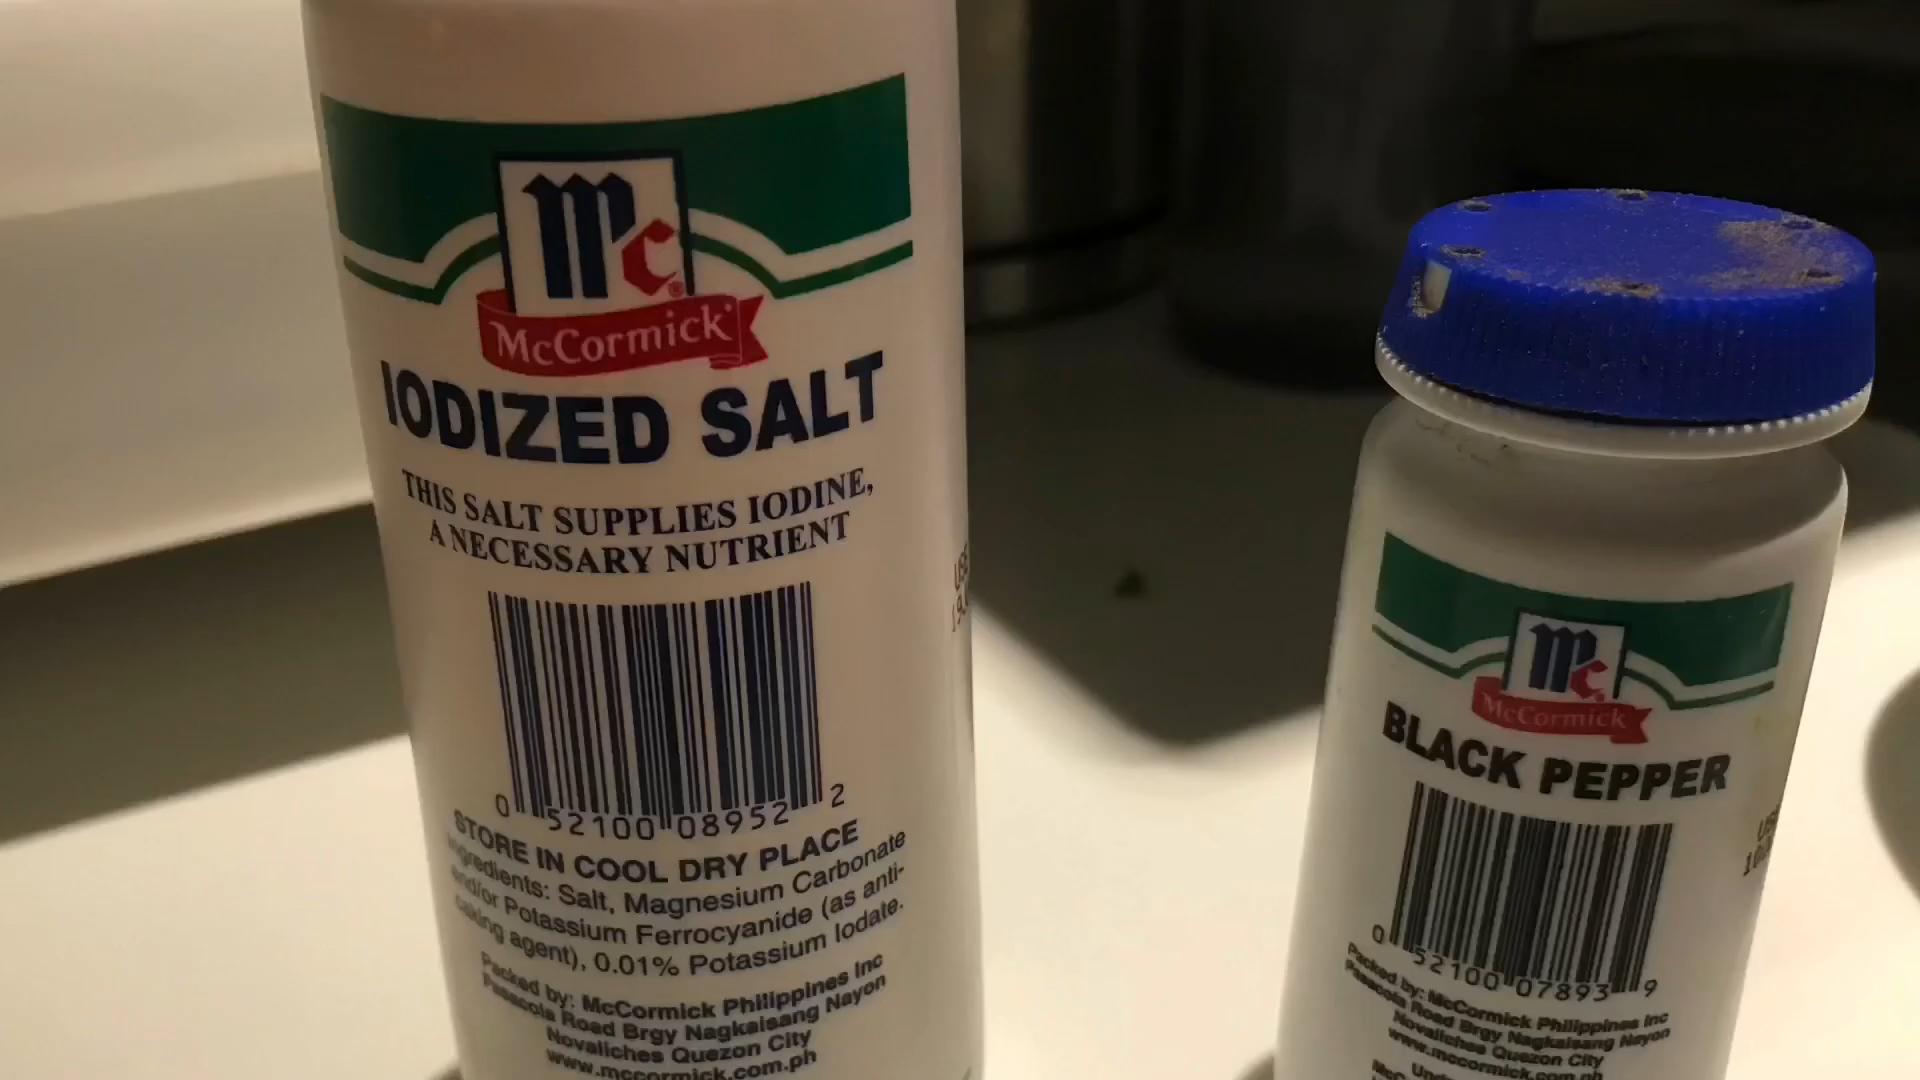 Mc
McCormick
IODIZED SALT
THIS SALT SUPPLIES IODINE,
A NECESSARY NUTRIENT
0 52100 08952 2
STORE IN COOL DRY PLACE
Ingredients: Salt, Magnesium Carbonate
and/or Potassium Ferrocyanide (as anti-
caking agent), 0.01% Potassium Iodate.
Packed by: McCormick Philippines Inc
Pasacola Road Brgy Nagkaisang Nayon
Novaliches Quezon City
www.mccormick.com.ph
Mc
McCormick
BLACK PEPPER
0 52100 07893 9
Packed by: McCormick Philippines Inc
Pasacola Road Brgy Nagkaisang Nayon
Novaliches Quezon City
www.mccormick.com.ph